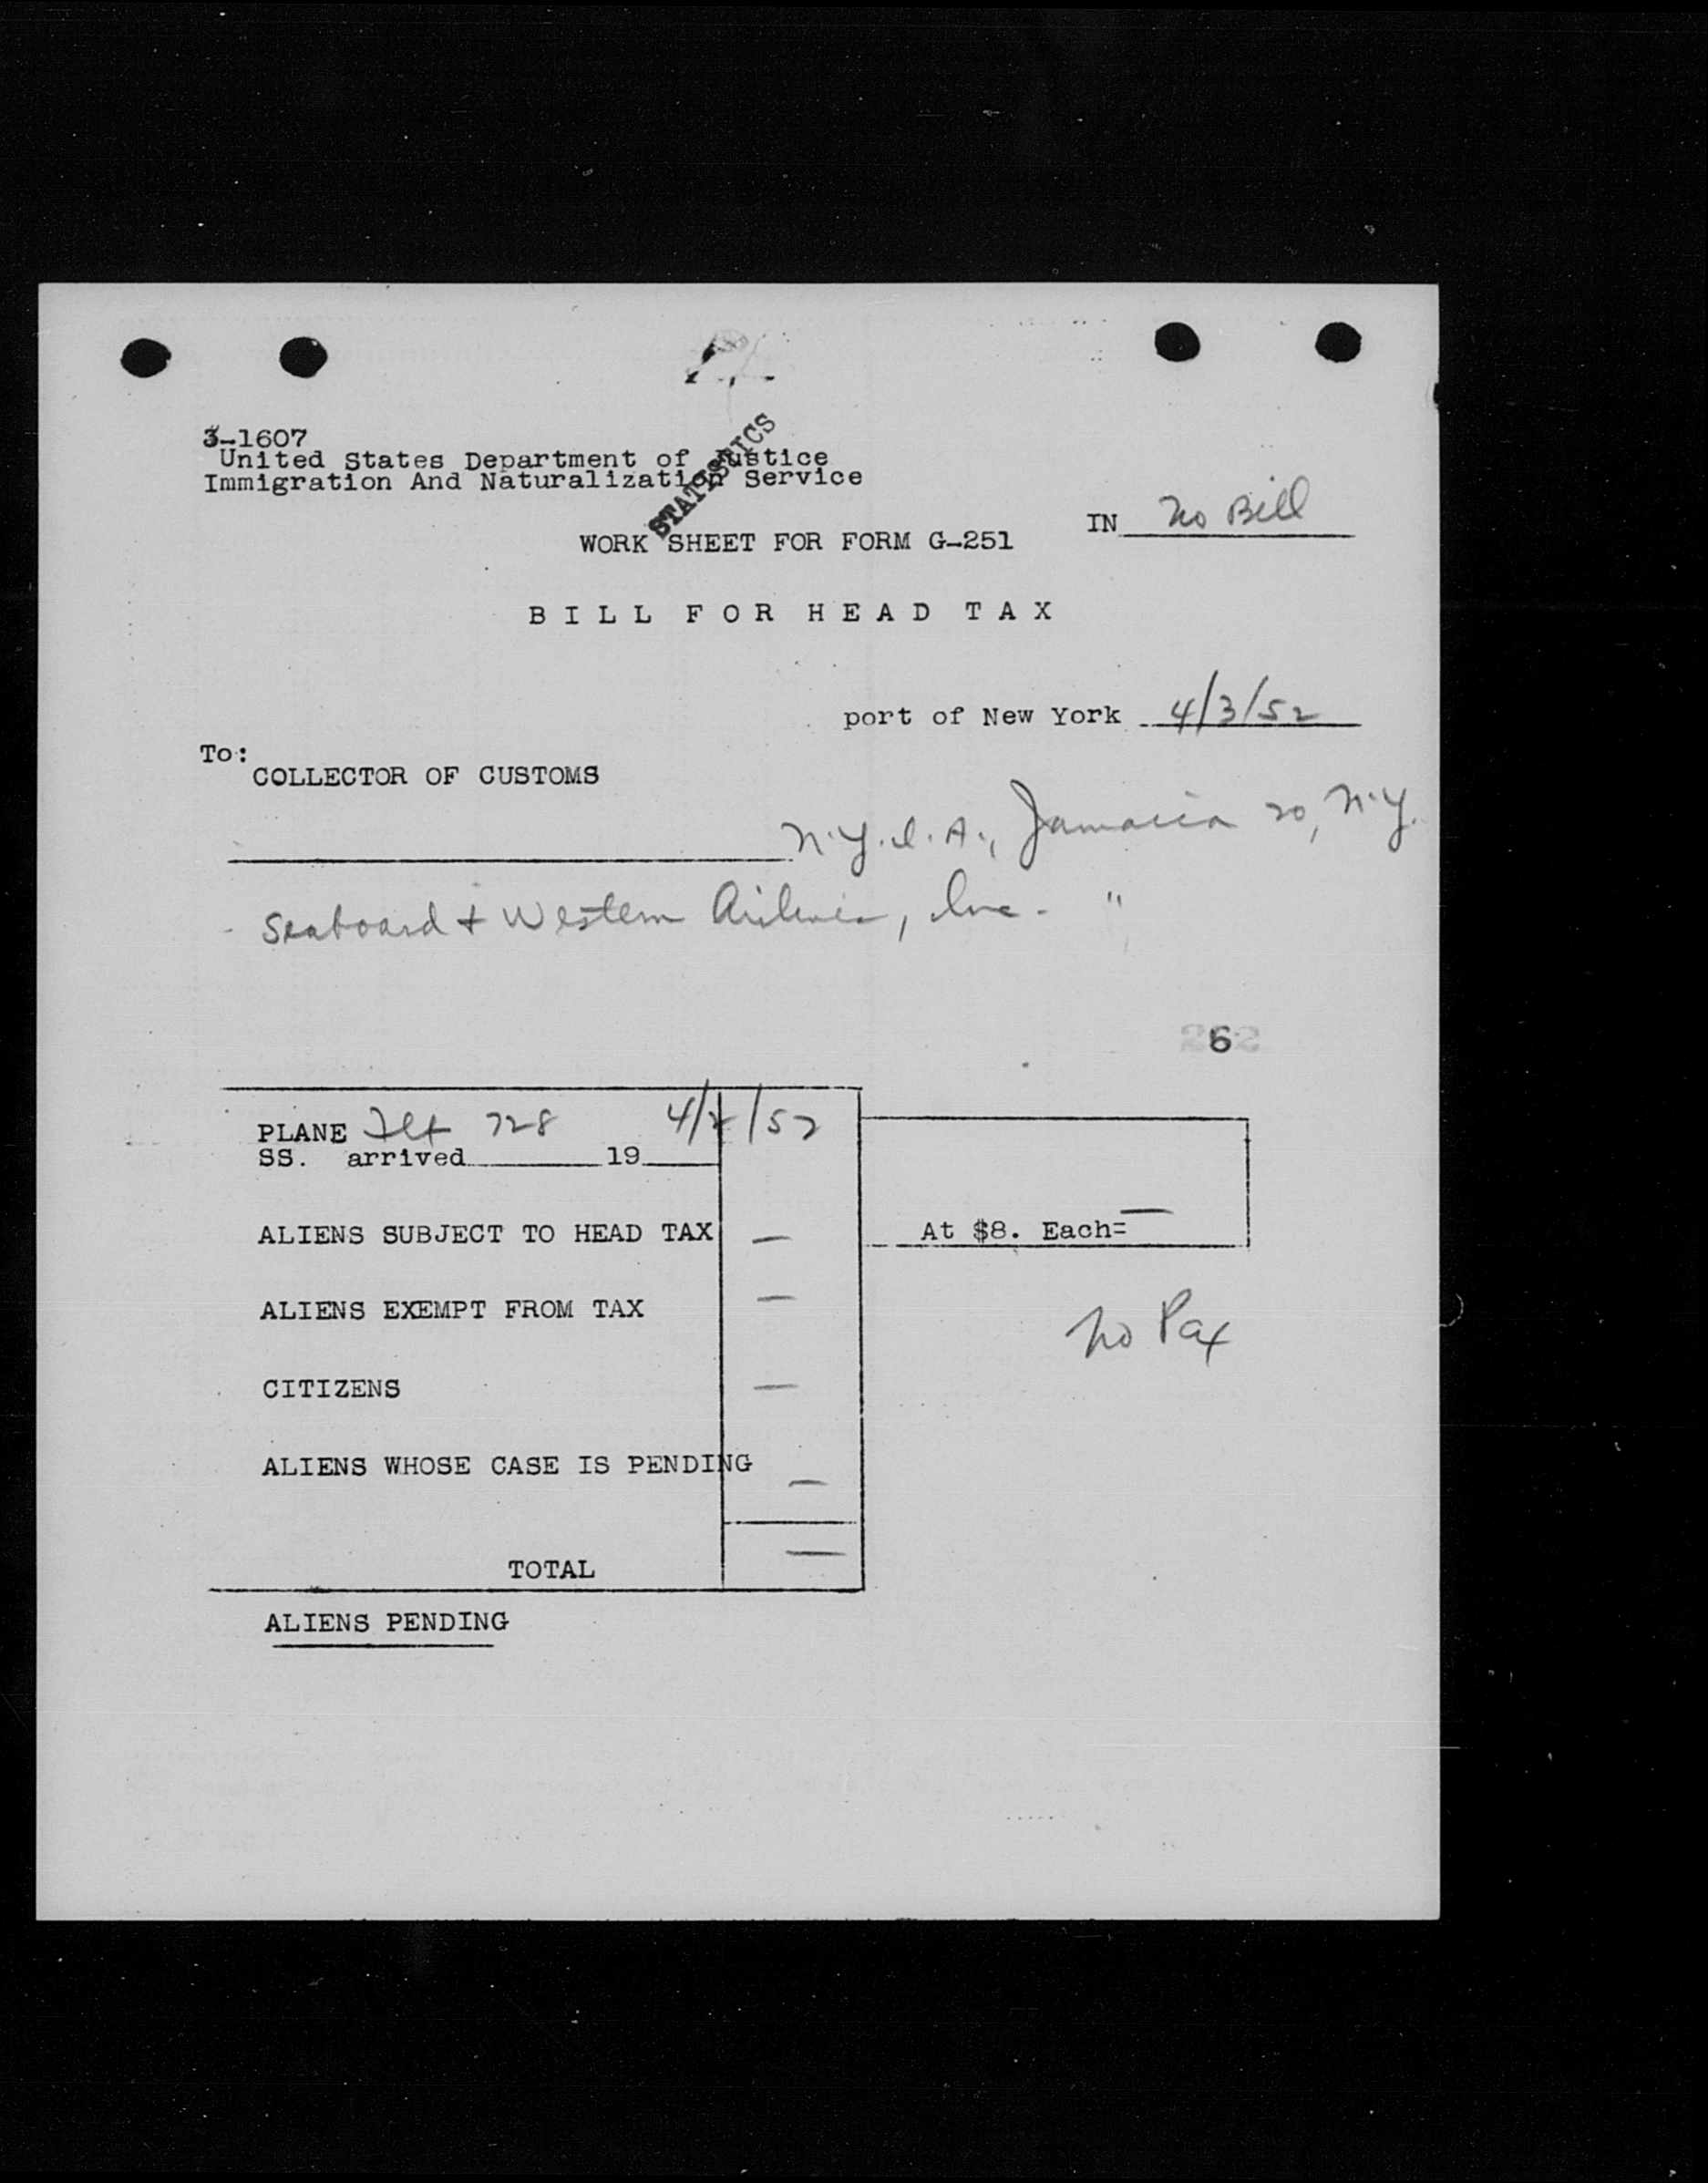 3-1607
United States Department of Justice
Immigration And Naturalization Service
STATISTICS
IN No Bill
WORK SHEET FOR FORM G-251
BILL FOR HEAD TAX
port of New York 4/3/52
To:
COLLECTOR OF CUSTOMS
N.Y.I.A., Jamaica 20, N.Y.
Seaboard & Western Airlines, Inc. "
6
PLANE Flt 728 4/2/52
SS. arrived 19
ALIENS SUBJECT TO HEAD TAX —
At $8. Each= —
ALIENS EXEMPT FROM TAX —
No Pax
CITIZENS —
ALIENS WHOSE CASE IS PENDING —
TOTAL —
ALIENS PENDING